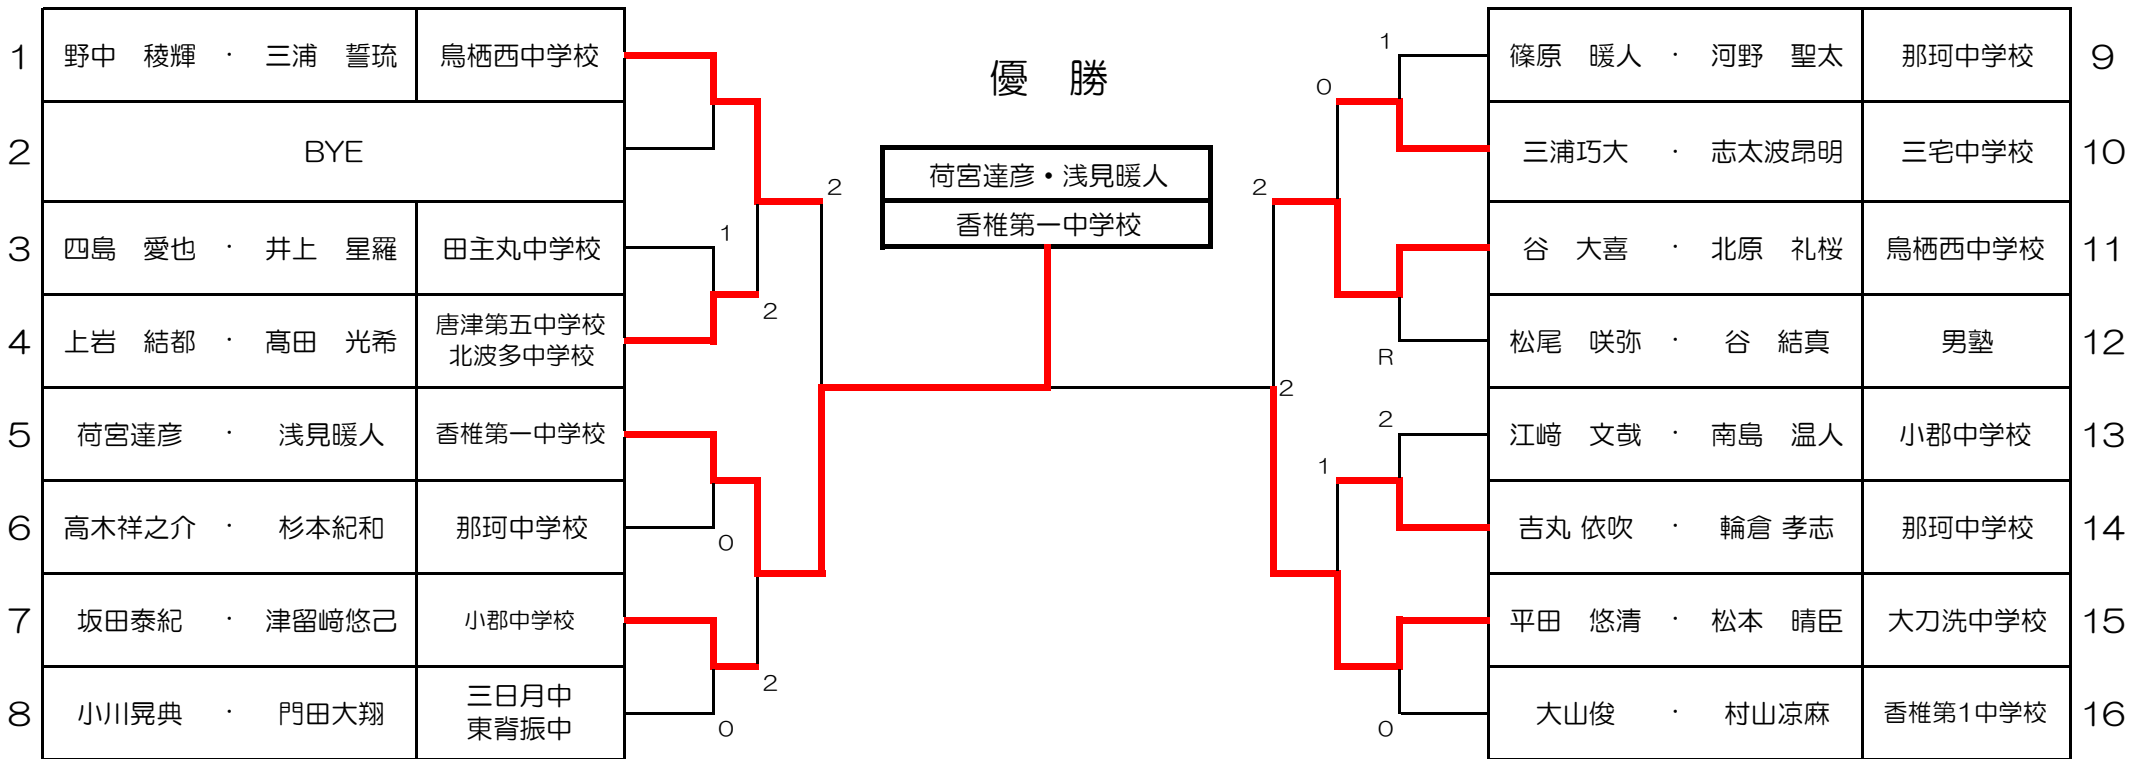 優　勝
荷宮達彦・浅見暖人
香椎第一中学校
1 野中　稜輝 ・ 三浦　誓琉 鳥栖西中学校
2 BYE
3 四島　愛也 ・ 井上　星羅 田主丸中学校
4 上岩　結都 ・ 髙田　光希 唐津第五中学校
北波多中学校
5 荷宮達彦 ・ 浅見暖人 香椎第一中学校
6 高木祥之介 ・ 杉本紀和 那珂中学校
7 坂田泰紀 ・ 津留﨑悠己 小郡中学校
8 小川晃典 ・ 門田大翔 三日月中
東脊振中
2
1
2
0
2
0
篠原　暖人 ・ 河野　聖太 那珂中学校 9
三浦巧大 ・ 志太波昂明 三宅中学校 10
谷　大喜 ・ 北原　礼桜 鳥栖西中学校 11
松尾　咲弥 ・ 谷　結真 男塾 12
江﨑　文哉 ・ 南島　温人 小郡中学校 13
吉丸 依吹 ・ 輪倉 孝志 那珂中学校 14
平田　悠清 ・ 松本　晴臣 大刀洗中学校 15
大山俊 ・ 村山凉麻 香椎第1中学校 16
1
0
2
R
2
2
1
0